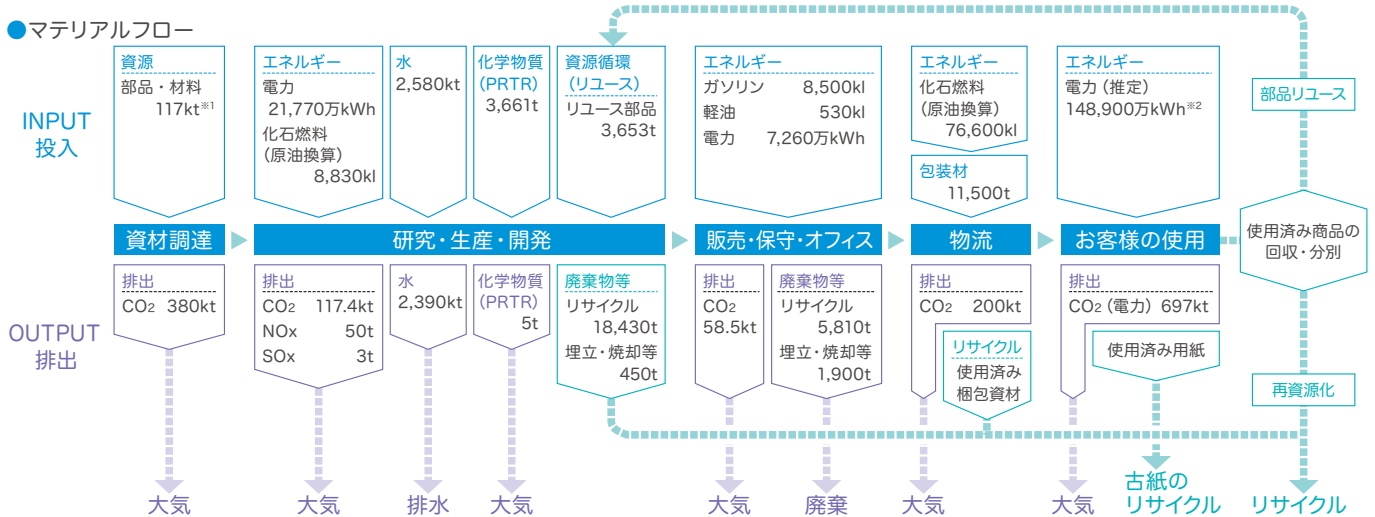 ●マテリアルフロー
INPUT
投入
資源
部品・材料
117kt※1
エネルギー
電力
21,770万kWh
化石燃料
(原油換算)
8,830kl
水
2,580kt
化学物質
(PRTR)
3,661t
資源循環
(リユース)
リユース部品
3,653t
エネルギー
ガソリン 8,500kl
軽油 530kl
電力 7,260万kWh
エネルギー
化石燃料
(原油換算)
76,600kl
包装材
11,500t
エネルギー
電力(推定)
148,900万kWh※2
部品リユース
資材調達
研究・生産・開発
販売・保守・オフィス
物流
お客様の使用
使用済み商品の
回収・分別
OUTPUT
排出
排出
CO2 380kt
排出
CO2 117.4kt
NOx 50t
SOx 3t
水
2,390kt
化学物質
(PRTR)
5t
廃棄物等
リサイクル
18,430t
埋立・焼却等
450t
排出
CO2
58.5kt
廃棄物等
リサイクル
5,810t
埋立・焼却等
1,900t
排出
CO2 200kt
リサイクル
使用済み
梱包資材
排出
CO2(電力)697kt
使用済み用紙
再資源化
大気
大気
排水
大気
大気
廃棄
大気
大気
古紙の
リサイクル
リサイクル